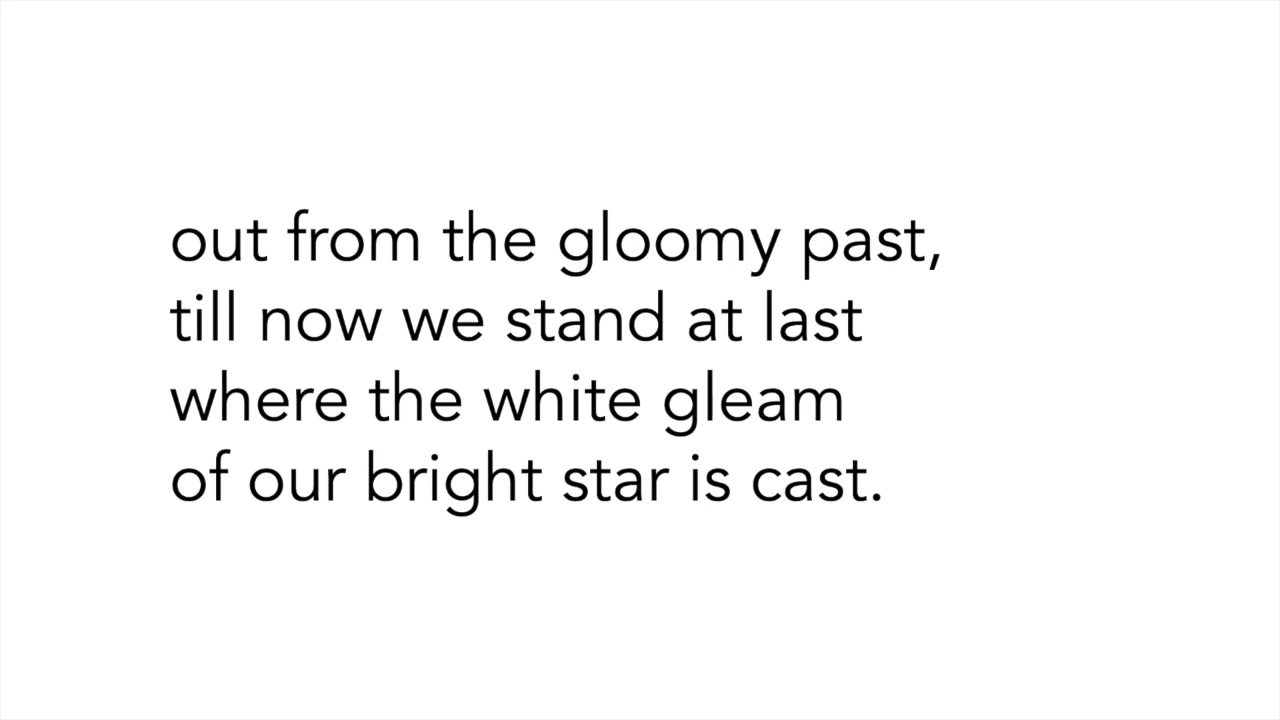 out from the gloomy past,
till now we stand at last
where the white gleam
of our bright star is cast.